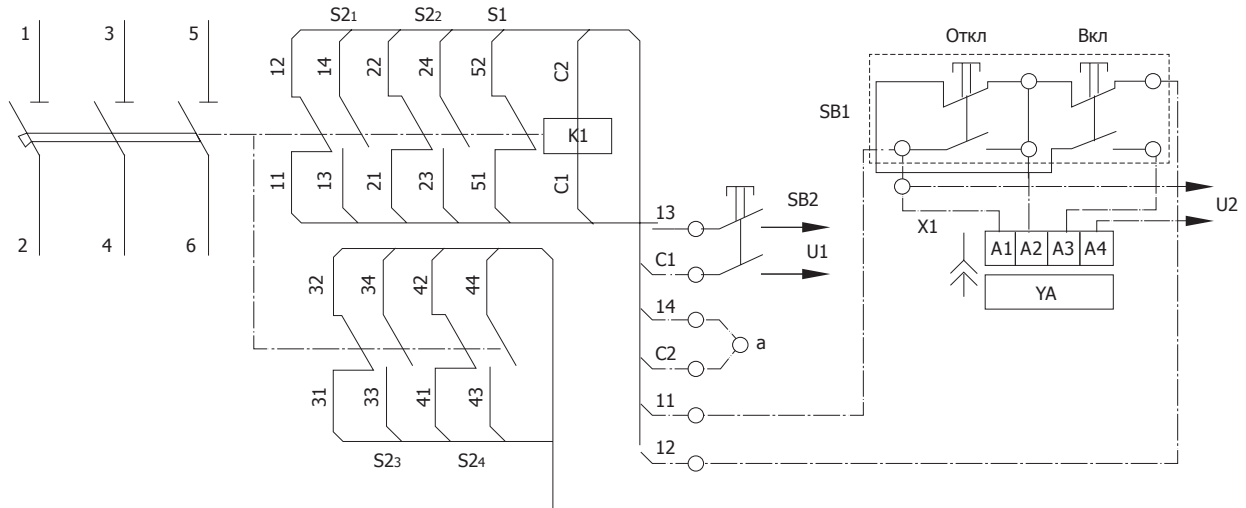 S21 S22 S1
1 3 5
12 14 22 24 52 C2
Откл Вкл
SB1
K1
11 13 21 23 51 C1
2 4 6
13 SB2
C1 U1
14
C2 a
11
12
X1 U2
A1 A2 A3 A4
YA
32 34 42 44
31 33 41 43
S23 S24